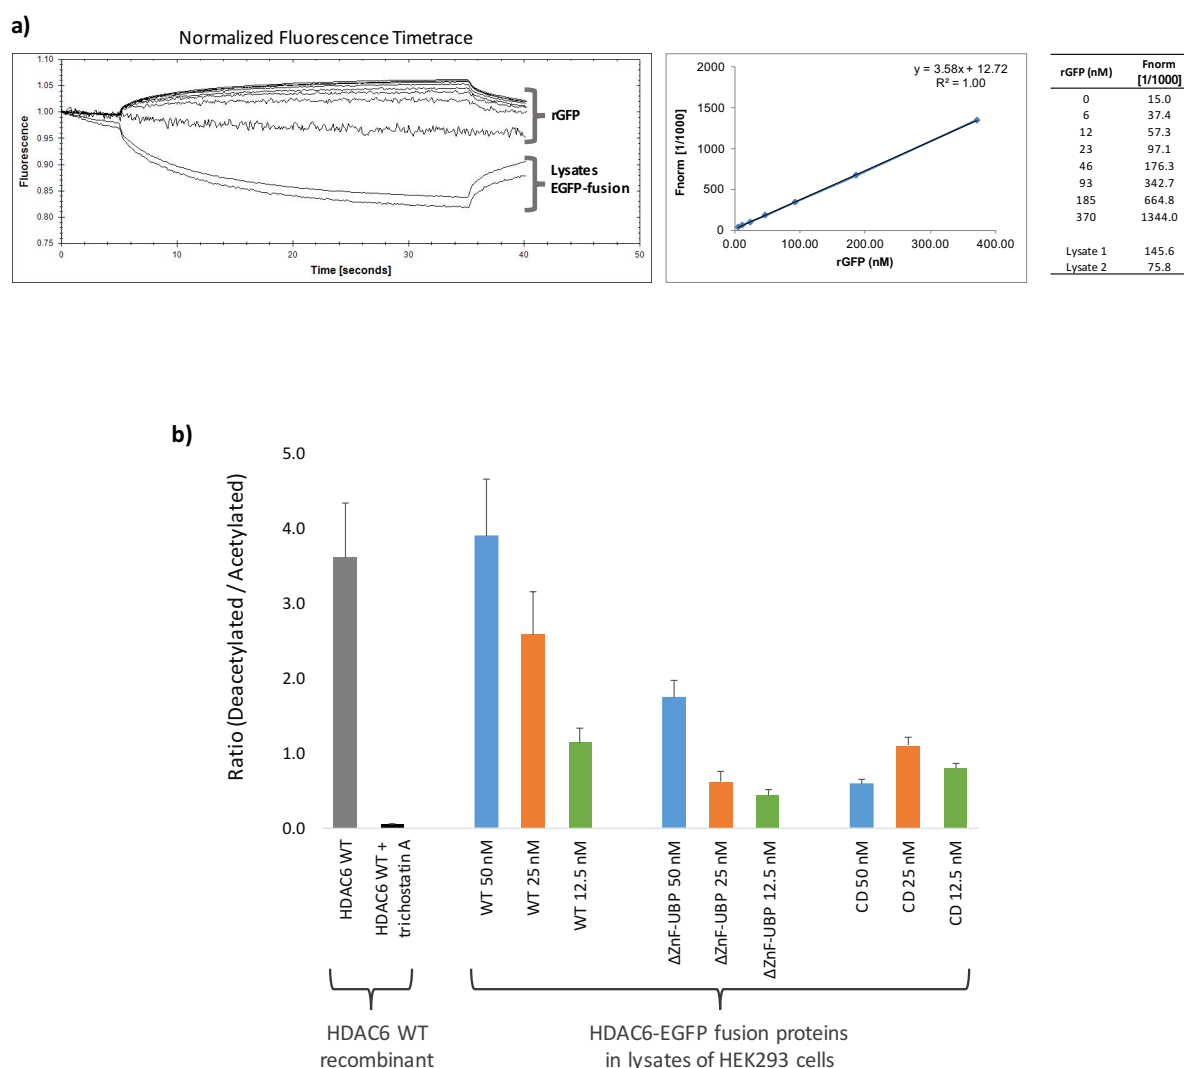 a)
Normalized Fluorescence Timetrace
1.10
1.05
1.00
0.95
0.90
0.85
0.80
0.75
Fluorescence
0
10
20
30
40
50
Time [seconds]
rGFP
Lysates
EGFP-fusion
2000
1500
1000
500
0
Fnorm [1/1000]
0.00 100.00 200.00 300.00 400.00
rGFP (nM)
y = 3.58x + 12.72
R² = 1.00
rGFP (nM) Fnorm [1/1000]
0 15.0
6 37.4
12 57.3
23 97.1
46 176.3
93 342.7
185 664.8
370 1344.0
Lysate 1 145.6
Lysate 2 75.8
b)
5.0
4.0
3.0
2.0
1.0
0.0
Ratio (Deacetylated / Acetylated)
HDAC6 WT
HDAC6 WT +
trichostatin A
WT 50 nM
WT 25 nM
WT 12.5 nM
ΔZnF-UBP 50 nM
ΔZnF-UBP 25 nM
ΔZnF-UBP 12.5 nM
CD 50 nM
CD 25 nM
CD 12.5 nM
HDAC6 WT
recombinant
HDAC6-EGFP fusion proteins
in lysates of HEK293 cells